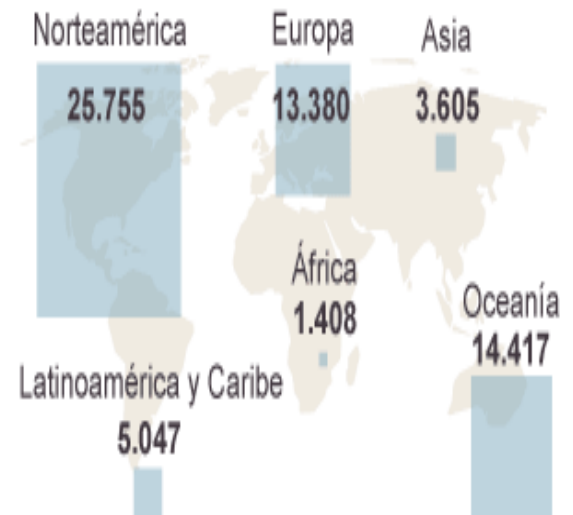 Norteamérica
25.755
Europa
13.380
Asia
3.605
África
1.408
Oceanía
14.417
Latinoamérica y Caribe
5.047